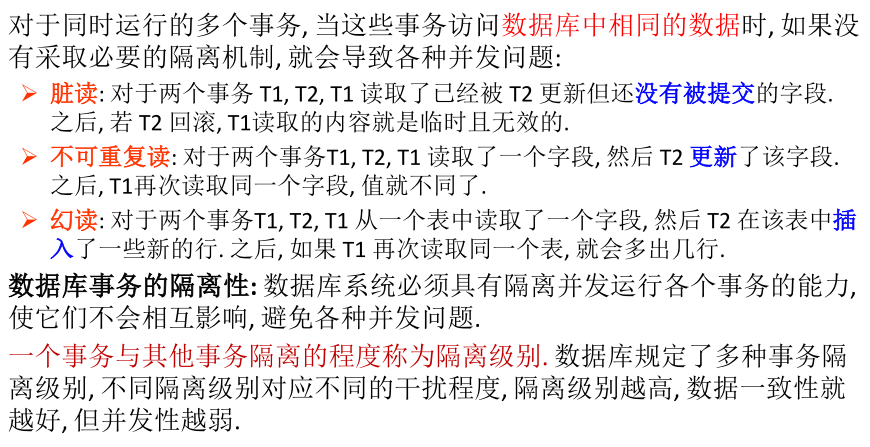 对于同时运行的多个事务, 当这些事务访问数据库中相同的数据时, 如果没
有采取必要的隔离机制, 就会导致各种并发问题:
➢ 脏读: 对于两个事务 T1, T2, T1 读取了已经被 T2 更新但还没有被提交的字段.
之后, 若 T2 回滚, T1读取的内容就是临时且无效的.
➢ 不可重复读: 对于两个事务T1, T2, T1 读取了一个字段, 然后 T2 更新了该字段.
之后, T1再次读取同一个字段, 值就不同了.
➢ 幻读: 对于两个事务T1, T2, T1 从一个表中读取了一个字段, 然后 T2 在该表中插
入了一些新的行. 之后, 如果 T1 再次读取同一个表, 就会多出几行.
数据库事务的隔离性: 数据库系统必须具有隔离并发运行各个事务的能力,
使它们不会相互影响, 避免各种并发问题.
一个事务与其他事务隔离的程度称为隔离级别. 数据库规定了多种事务隔
离级别, 不同隔离级别对应不同的干扰程度, 隔离级别越高, 数据一致性就
越好, 但并发性越弱.